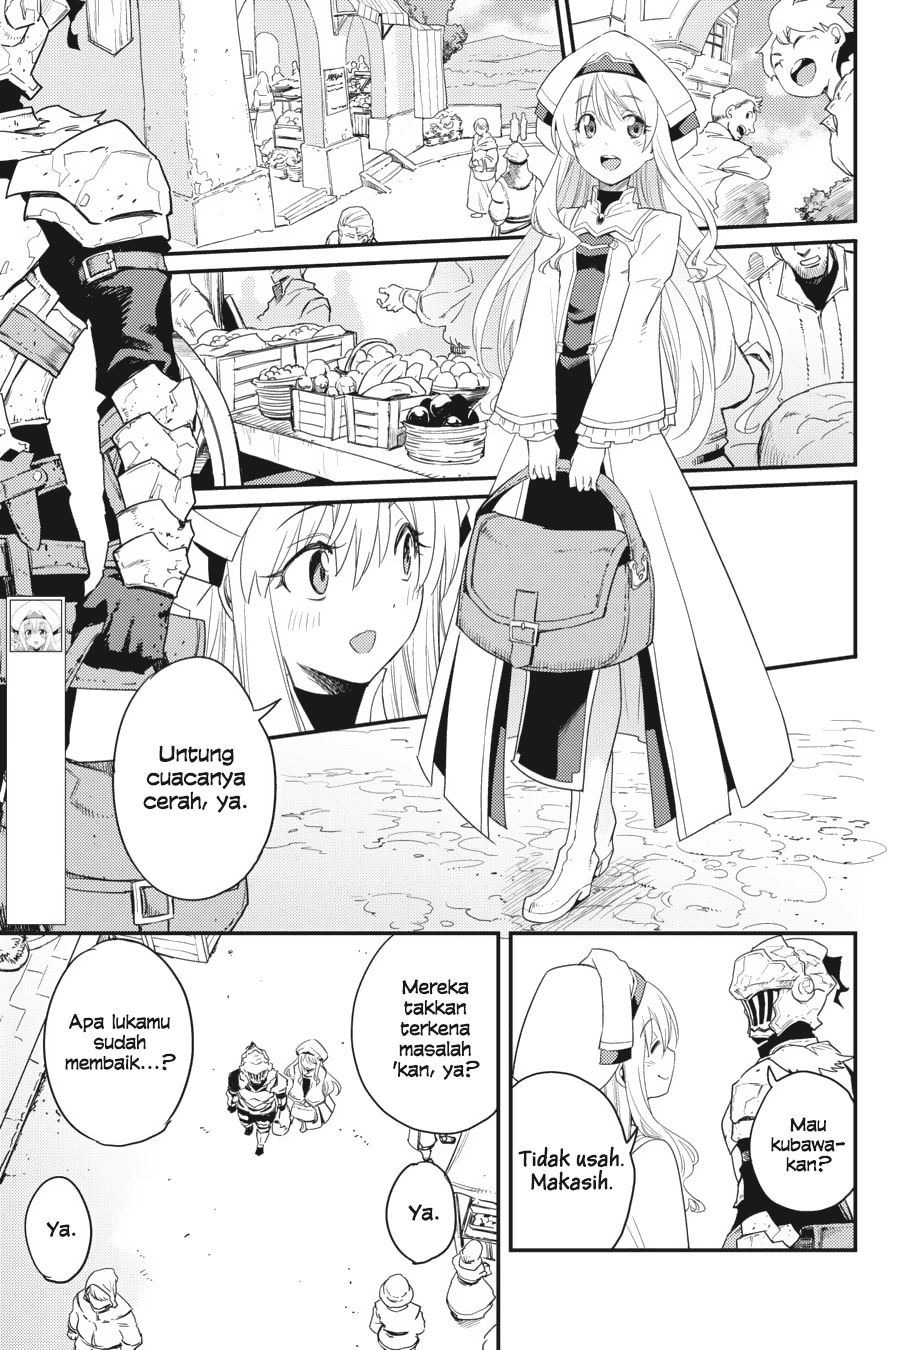 Untung
cuacanya
cerah, ya.
Mau
kubawa-
kan?
Tidak usah.
Makasih.
Mereka
takkan
terkena
masalah
'kan, ya?
Ya.
Apa lukamu
sudah
membaik...?
Ya.